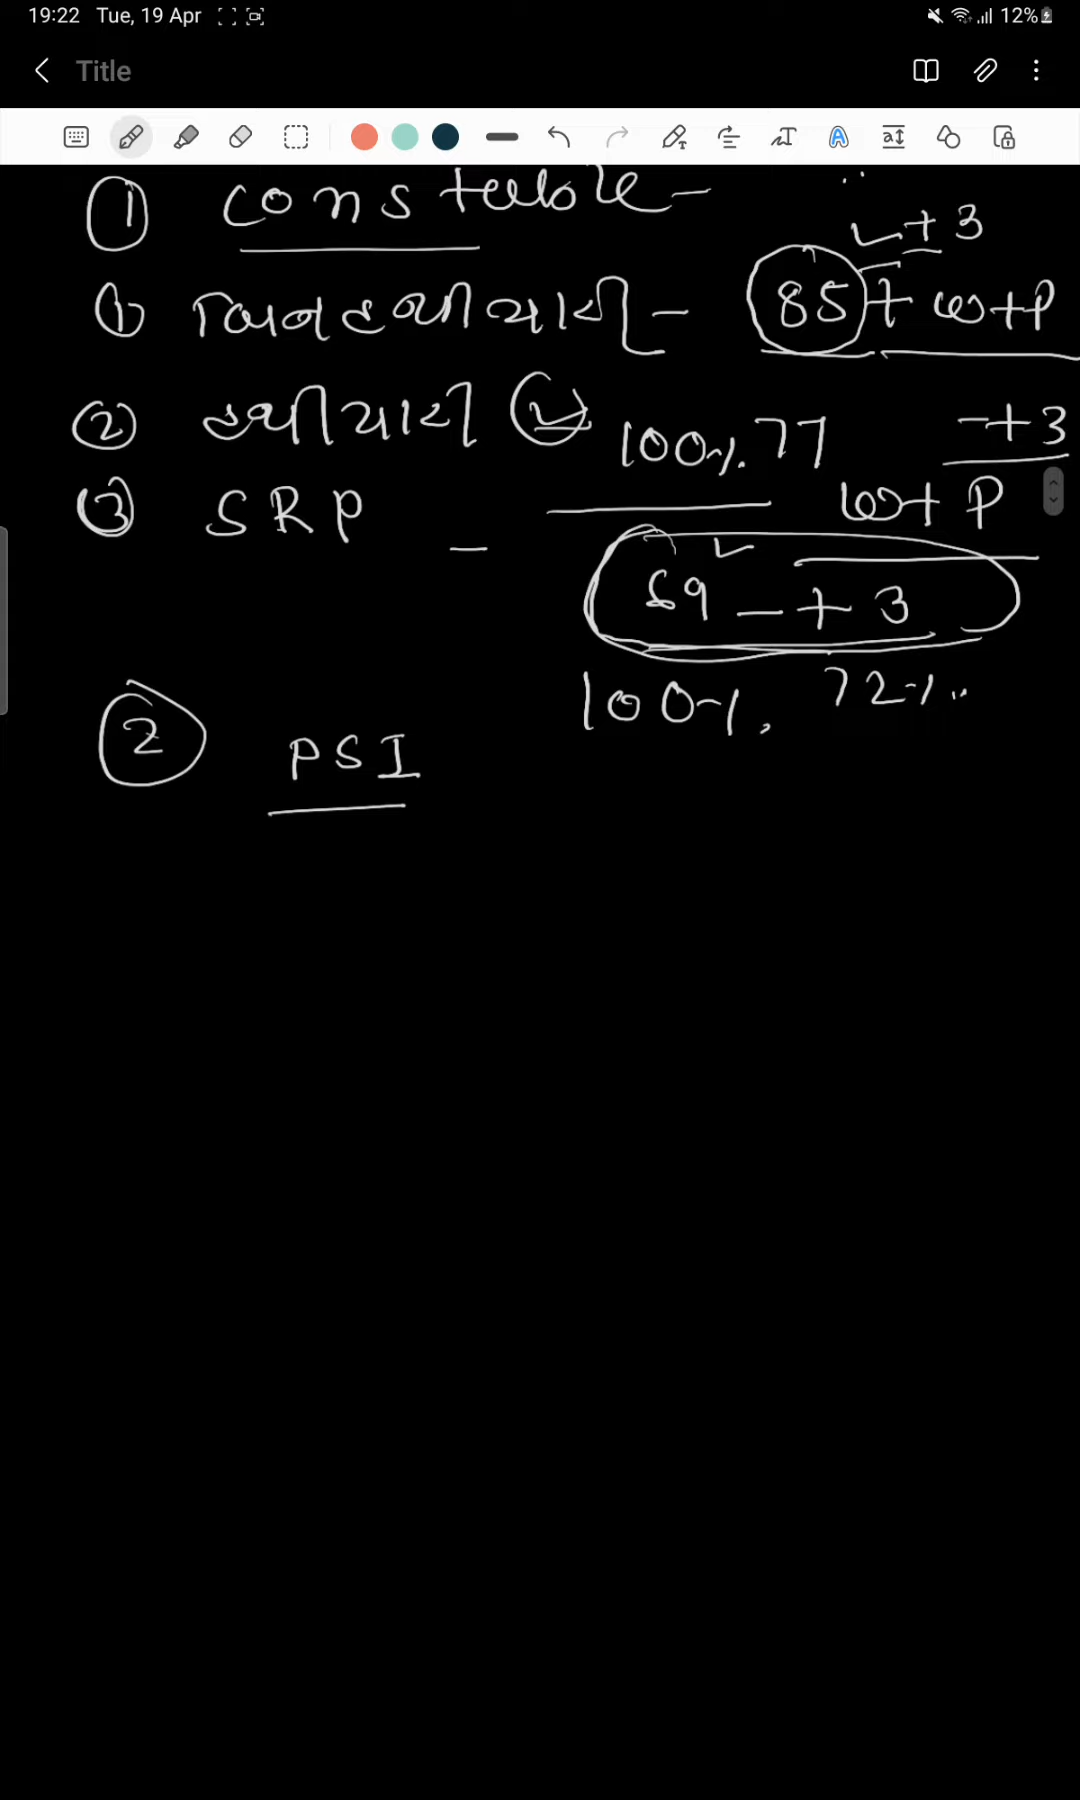 19:22 Tue, 19 Apr 12%
Title
① constable -
+ 3
① બિનહથીયારી - 85 + w + P
② હથીયારી 100% 77 - + 3
w + P
③ SRP -
69 - + 3
100% 72%
② PSI